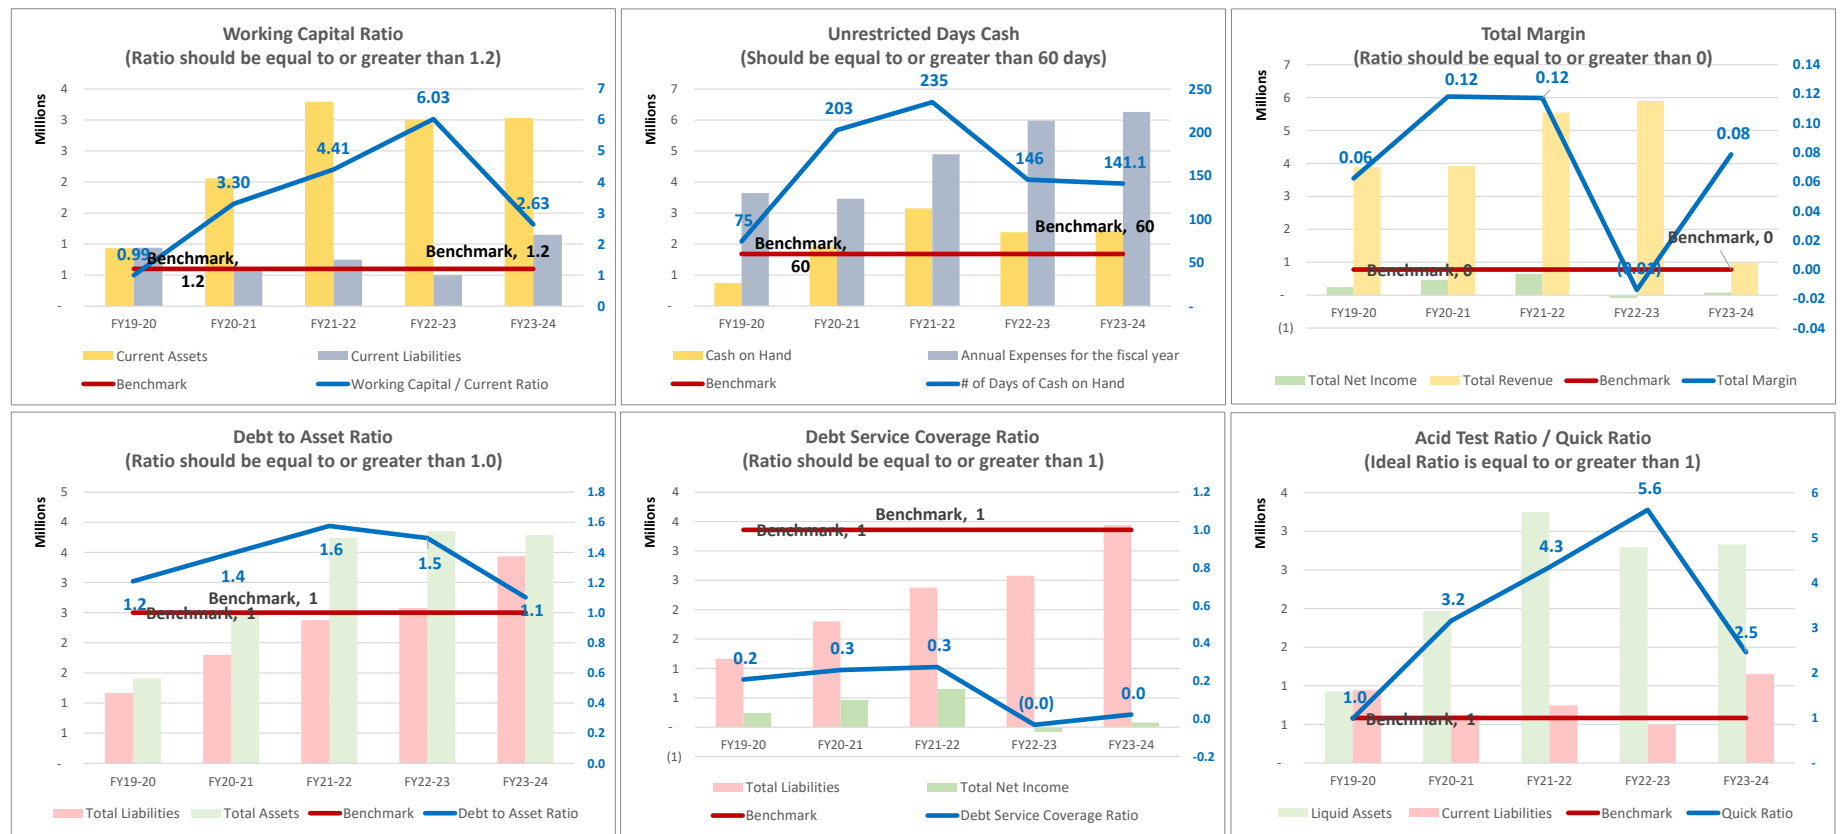 Working Capital Ratio
(Ratio should be equal to or greater than 1.2)
Millions
4
3
3
2
2
1
1
-
7
6
5
4
3
2
1
0
0.99
3.30
4.41
6.03
2.63
Benchmark,
1.2
Benchmark, 1.2
FY19-20
FY20-21
FY21-22
FY22-23
FY23-24
Current Assets
Current Liabilities
Benchmark
Working Capital / Current Ratio
Unrestricted Days Cash
(Should be equal to or greater than 60 days)
Millions
7
6
5
4
3
2
1
-
250
200
150
100
50
-
75
203
235
146
141.1
Benchmark,
60
Benchmark, 60
FY19-20
FY20-21
FY21-22
FY22-23
FY23-24
Cash on Hand
Annual Expenses for the fiscal year
Benchmark
# of Days of Cash on Hand
Total Margin
(Ratio should be equal to or greater than 0)
Millions
7
6
5
4
3
2
1
-
(1)
0.14
0.12
0.10
0.08
0.06
0.04
0.02
0.00
-0.02
-0.04
0.06
0.12
0.12
(0.01)
0.08
Benchmark, 0
Benchmark, 0
FY19-20
FY20-21
FY21-22
FY22-23
FY23-24
Total Net Income
Total Revenue
Benchmark
Total Margin
Debt to Asset Ratio
(Ratio should be equal to or greater than 1.0)
Millions
5
4
4
3
3
2
2
1
1
-
1.8
1.6
1.4
1.2
1.0
0.8
0.6
0.4
0.2
0.0
1.2
1.4
1.6
1.5
1.1
Benchmark, 1
Benchmark, 1
FY19-20
FY20-21
FY21-22
FY22-23
FY23-24
Total Liabilities
Total Assets
Benchmark
Debt to Asset Ratio
Debt Service Coverage Ratio
(Ratio should be equal to or greater than 1)
Millions
4
4
3
3
2
2
1
1
-
(1)
1.2
1.0
0.8
0.6
0.4
0.2
0.0
-0.2
0.2
0.3
0.3
(0.0)
0.0
Benchmark, 1
Benchmark, 1
FY19-20
FY20-21
FY21-22
FY22-23
FY23-24
Total Liabilities
Total Net Income
Benchmark
Debt Service Coverage Ratio
Acid Test Ratio / Quick Ratio
(Ideal Ratio is equal to or greater than 1)
Millions
4
3
3
2
2
1
1
-
6
5
4
3
2
1
-
1.0
3.2
4.3
5.6
2.5
Benchmark, 1
FY19-20
FY20-21
FY21-22
FY22-23
FY23-24
Liquid Assets
Current Liabilities
Benchmark
Quick Ratio